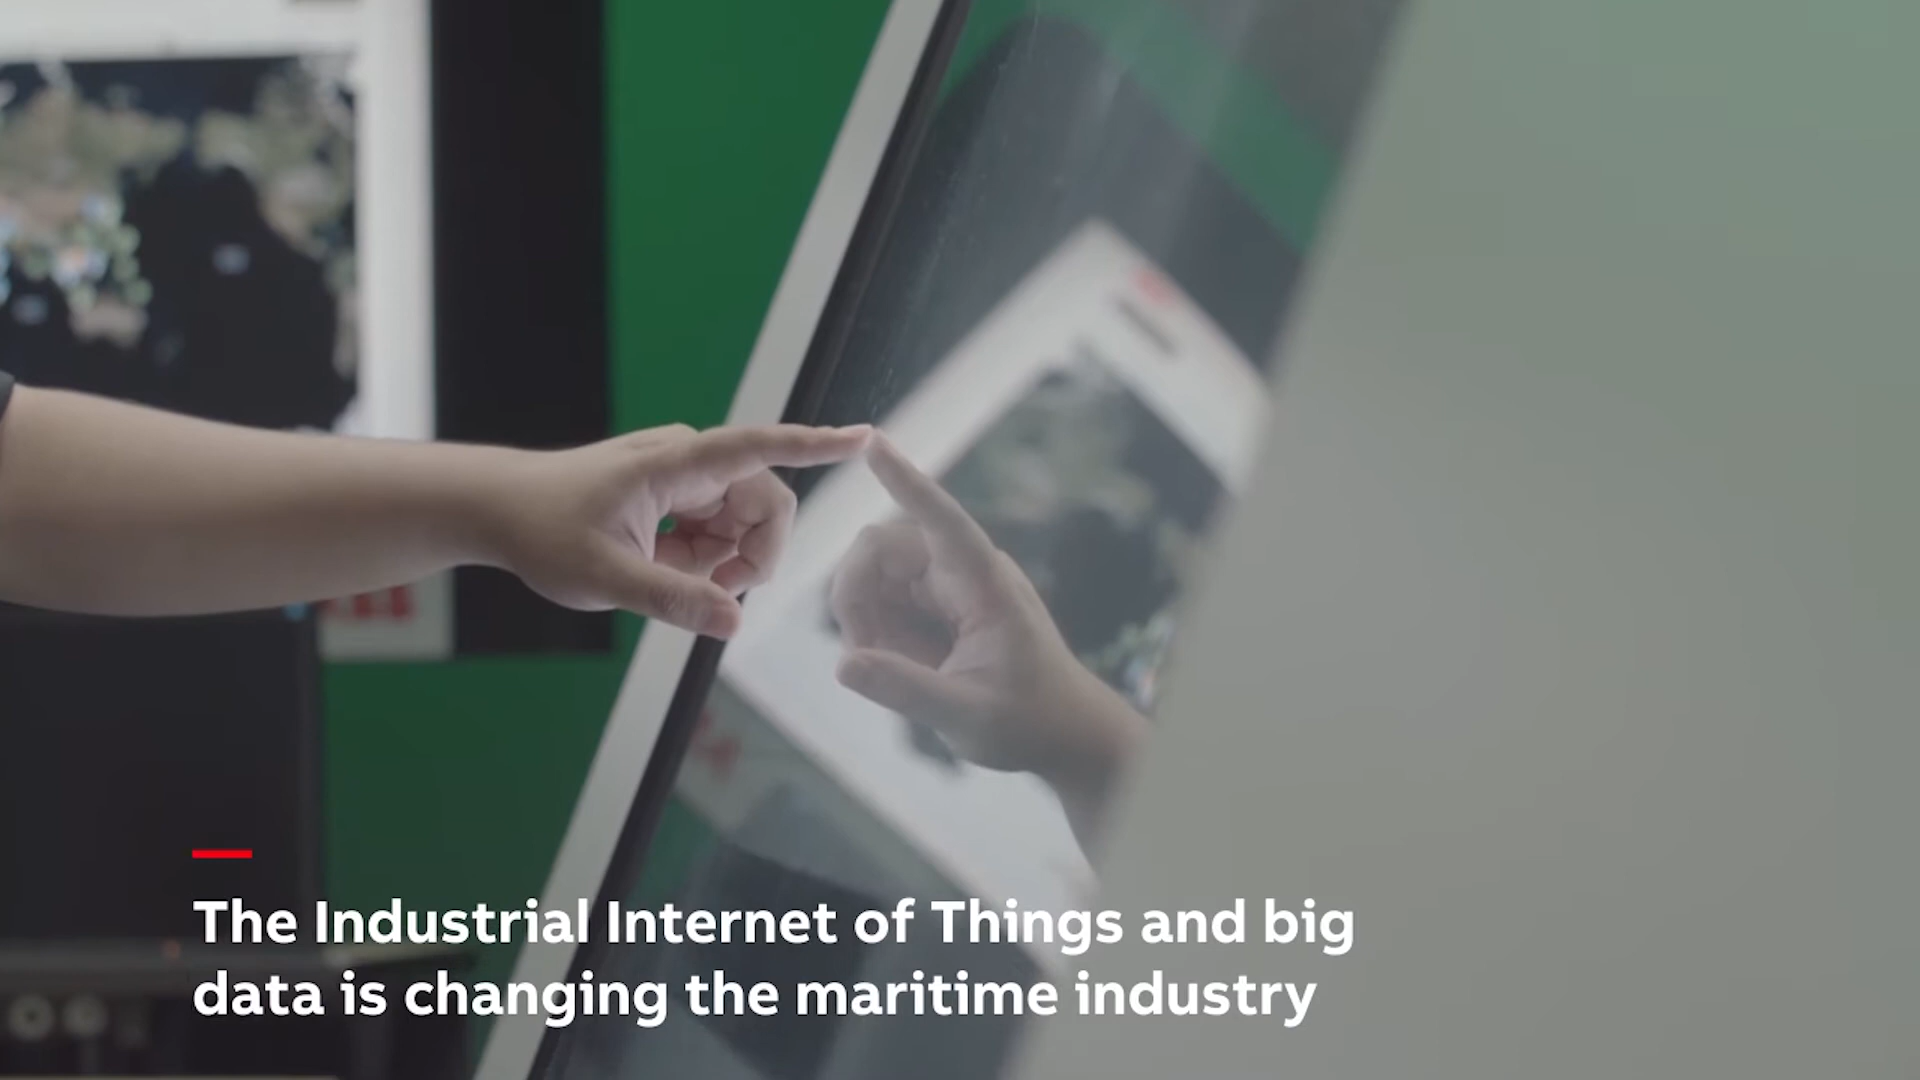 The Industrial Internet of Things and big
data is changing the maritime industry